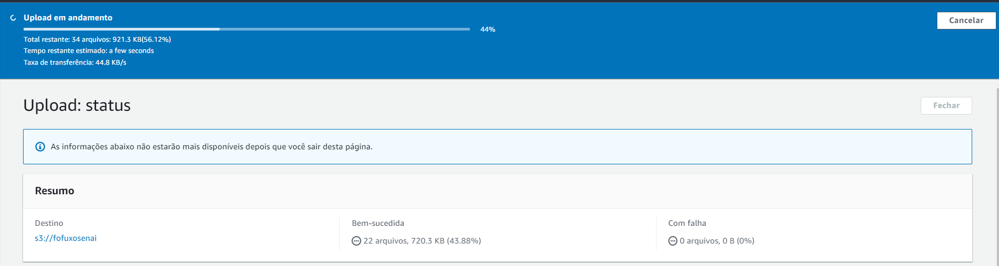 Upload em andamento
Cancelar
44%
Total restante: 34 arquivos: 921.3 KB(56.12%)
Tempo restante estimado: a few seconds
Taxa de transferência: 44.8 KB/s
Upload: status
Fechar
As informações abaixo não estarão mais disponíveis depois que você sair desta página.
Resumo
Destino
s3://fofuxosenai
Bem-sucedida
22 arquivos, 720.3 KB (43.88%)
Com falha
0 arquivos, 0 B (0%)